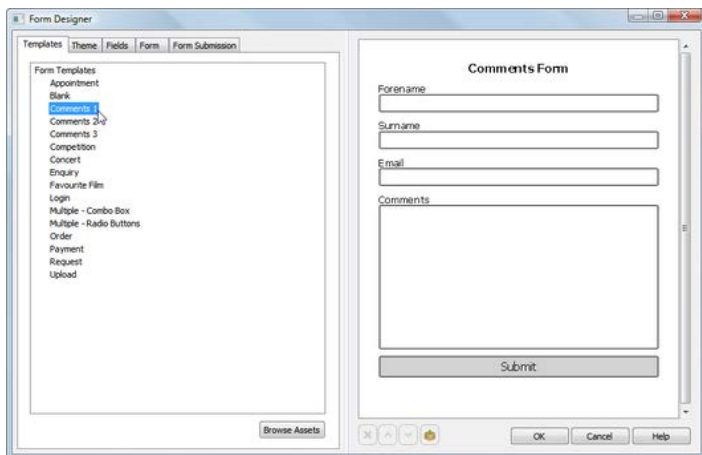 Form Designer
Templates Theme Fields Form Form Submission
Form Templates
Appointment
Blank
Comments 1
Comments 2
Comments 3
Competition
Concert
Enquiry
Favourite Film
Login
Multiple - Combo Box
Multiple - Radio Buttons
Order
Payment
Request
Upload
Browse Assets
Comments Form
Forename
Surname
Email
Comments
Submit
OK Cancel Help